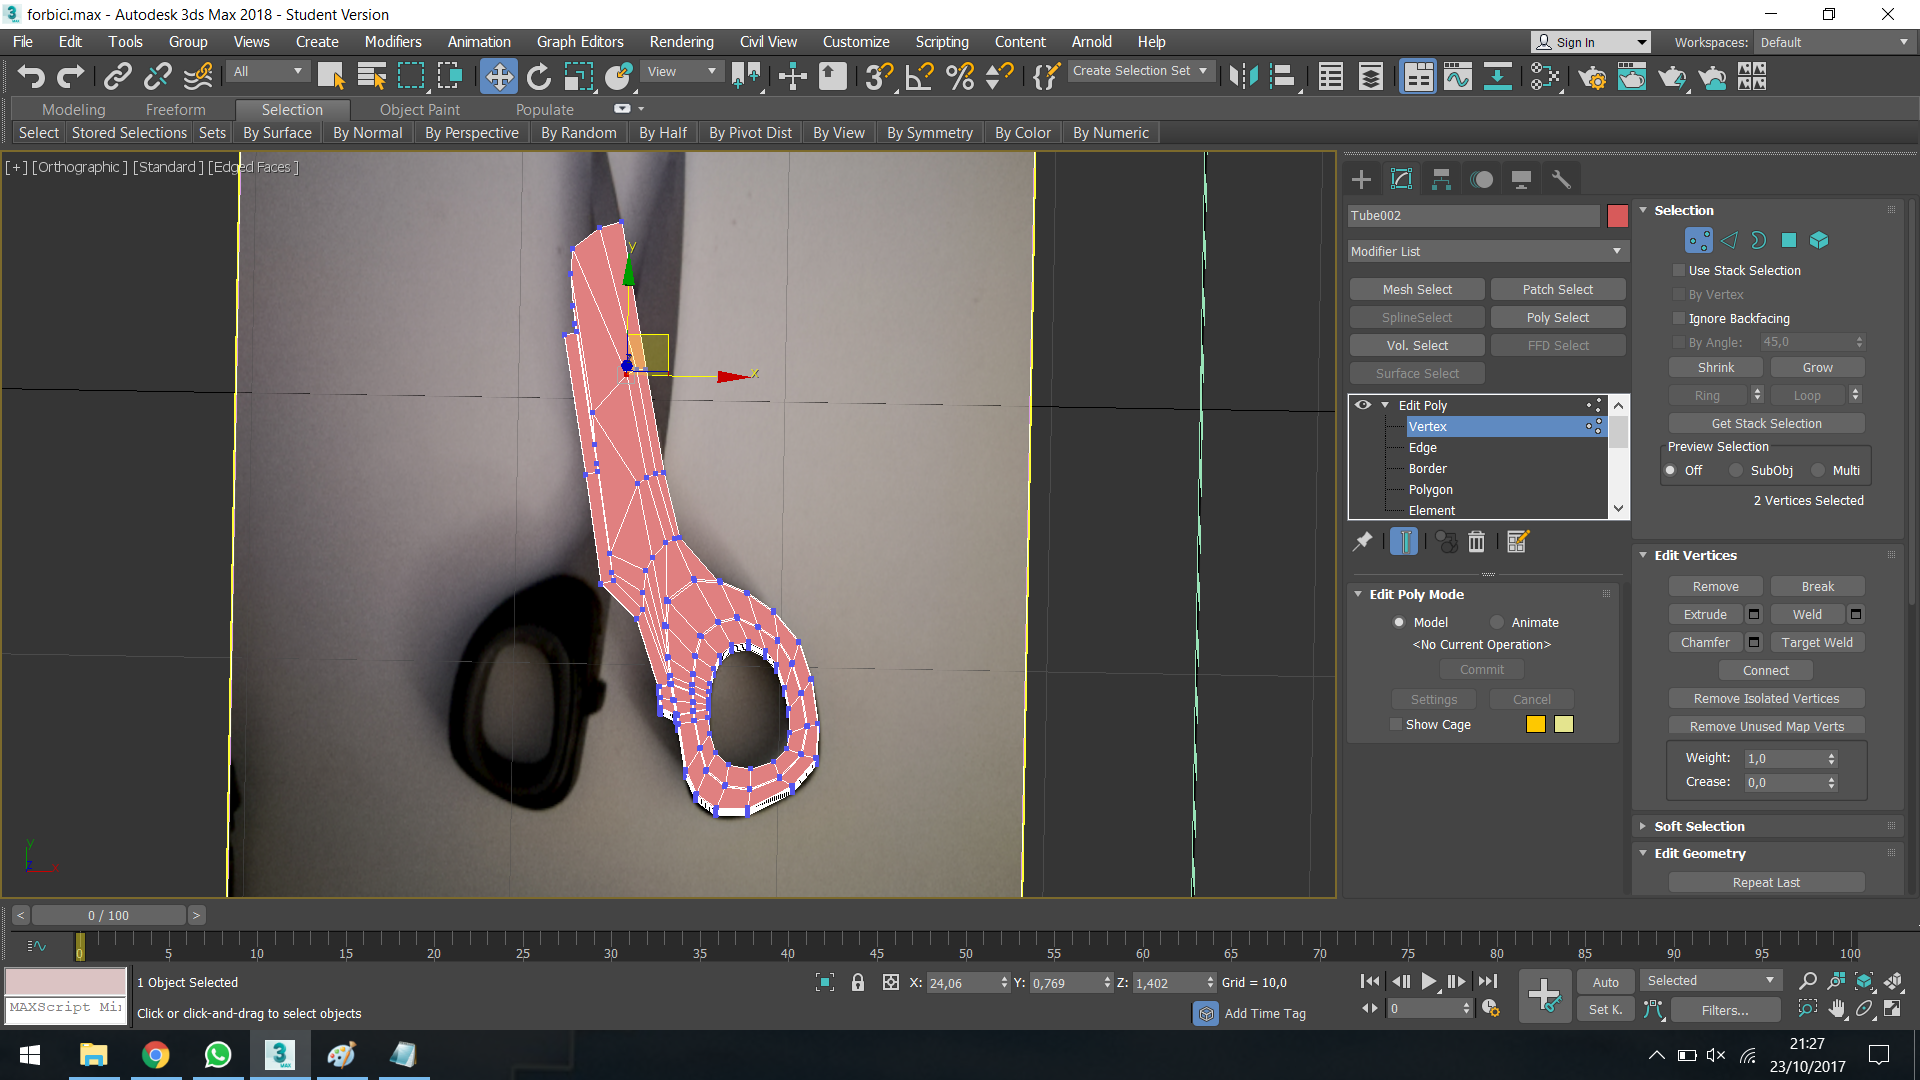 forbici.max - Autodesk 3ds Max 2018 - Student Version
File Edit Tools Group Views Create Modifiers Animation Graph Editors Rendering Civil View Customize Scripting Content Arnold Help
Sign In Workspaces: Default
All View Create Selection Set
Modeling Freeform Selection Object Paint Populate
Select Stored Selections Sets By Surface By Normal By Perspective By Random By Half By Pivot Dist By View By Symmetry By Color By Numeric
[+] [Orthographic ] [Standard ] [Edged Faces ]
Tube002
Modifier List
Mesh Select Patch Select
SplineSelect Poly Select
Vol. Select FFD Select
Surface Select
Edit Poly
Vertex
Edge
Border
Polygon
Element
Edit Poly Mode
Model Animate
<No Current Operation>
Commit
Settings Cancel
Show Cage
Selection
Use Stack Selection
By Vertex
Ignore Backfacing
By Angle: 45,0
Shrink Grow
Ring Loop
Get Stack Selection
Preview Selection
Off SubObj Multi
2 Vertices Selected
Edit Vertices
Remove Break
Extrude Weld
Chamfer Target Weld
Connect
Remove Isolated Vertices
Remove Unused Map Verts
Weight: 1,0
Crease: 0,0
Soft Selection
Edit Geometry
Repeat Last
y
x
z
y
x
z
< 0 / 100 >
0 5 10 15 20 25 30 35 40 45 50 55 60 65 70 75 80 85 90 95 100
1 Object Selected X: 24,06 Y: 0,769 Z: 1,402 Grid = 10,0
MAXScript Mi
Click or click-and-drag to select objects
Add Time Tag
0
Auto Selected
Set K. Filters...
3
MAX
21:27
23/10/2017